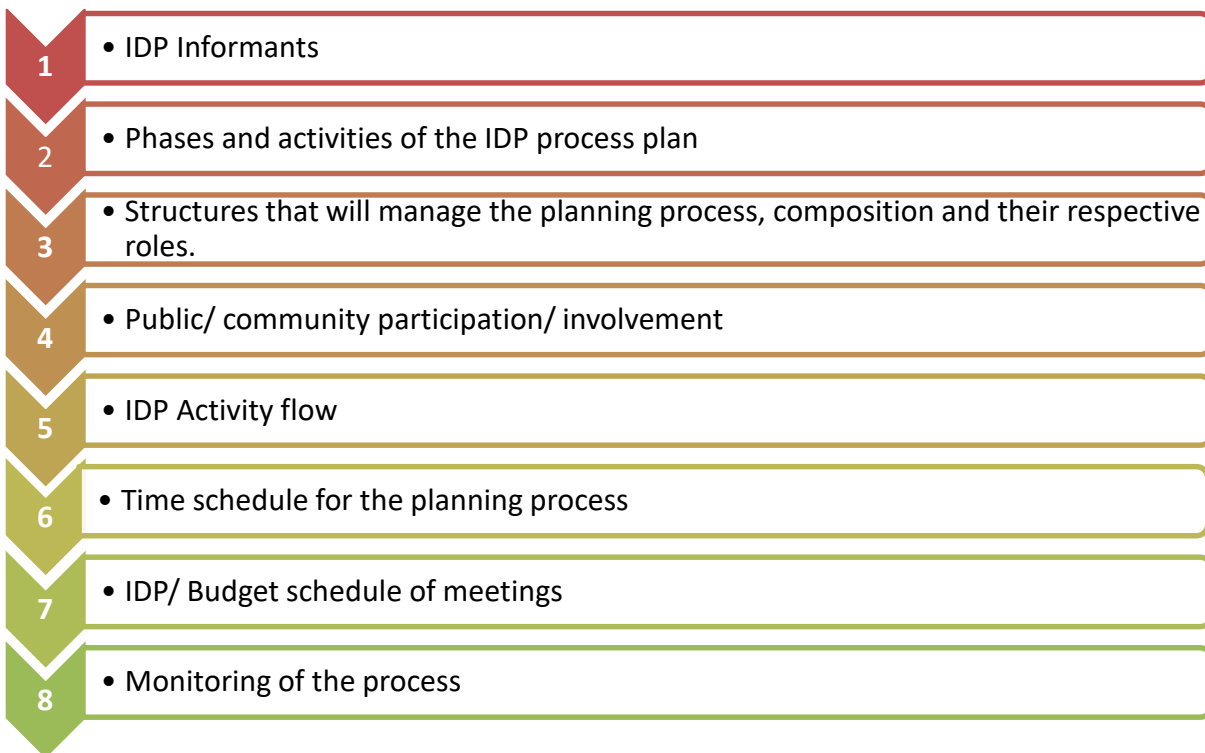 1
• IDP Informants
2
• Phases and activities of the IDP process plan
3
• Structures that will manage the planning process, composition and their respective
roles.
4
• Public/ community participation/ involvement
5
• IDP Activity flow
6
• Time schedule for the planning process
7
• IDP/ Budget schedule of meetings
8
• Monitoring of the process